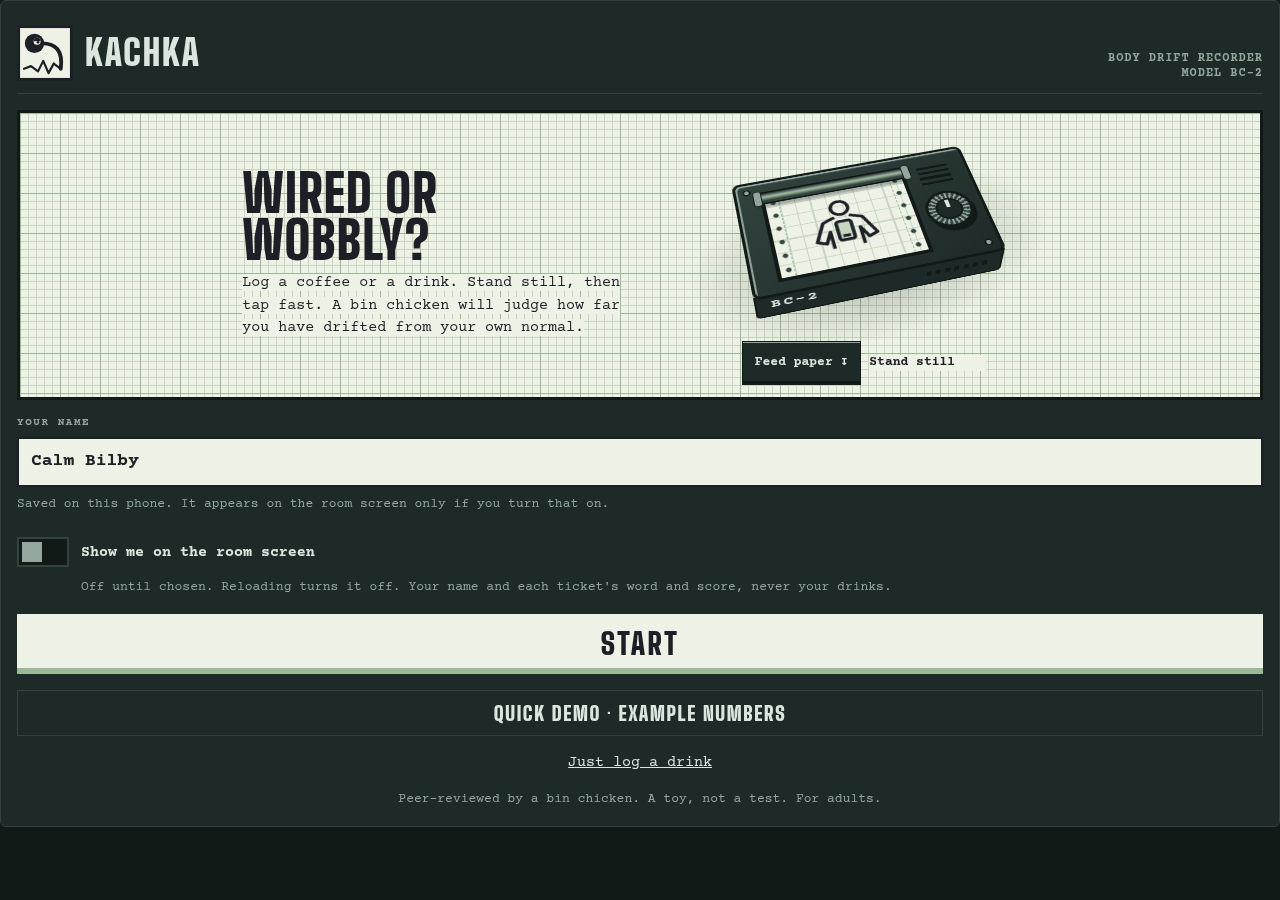 KACHKA
BODY DRIFT RECORDER
MODEL BC-2
WIRED OR
WOBBLY?
Log a coffee or a drink. Stand still, then
tap fast. A bin chicken will judge how far
you have drifted from your own normal.
BC-2
Feed paper ↧
Stand still
YOUR NAME
Calm Bilby
Saved on this phone. It appears on the room screen only if you turn that on.
Show me on the room screen
Off until chosen. Reloading turns it off. Your name and each ticket's word and score, never your drinks.
START
QUICK DEMO · EXAMPLE NUMBERS
Just log a drink
Peer-reviewed by a bin chicken. A toy, not a test. For adults.